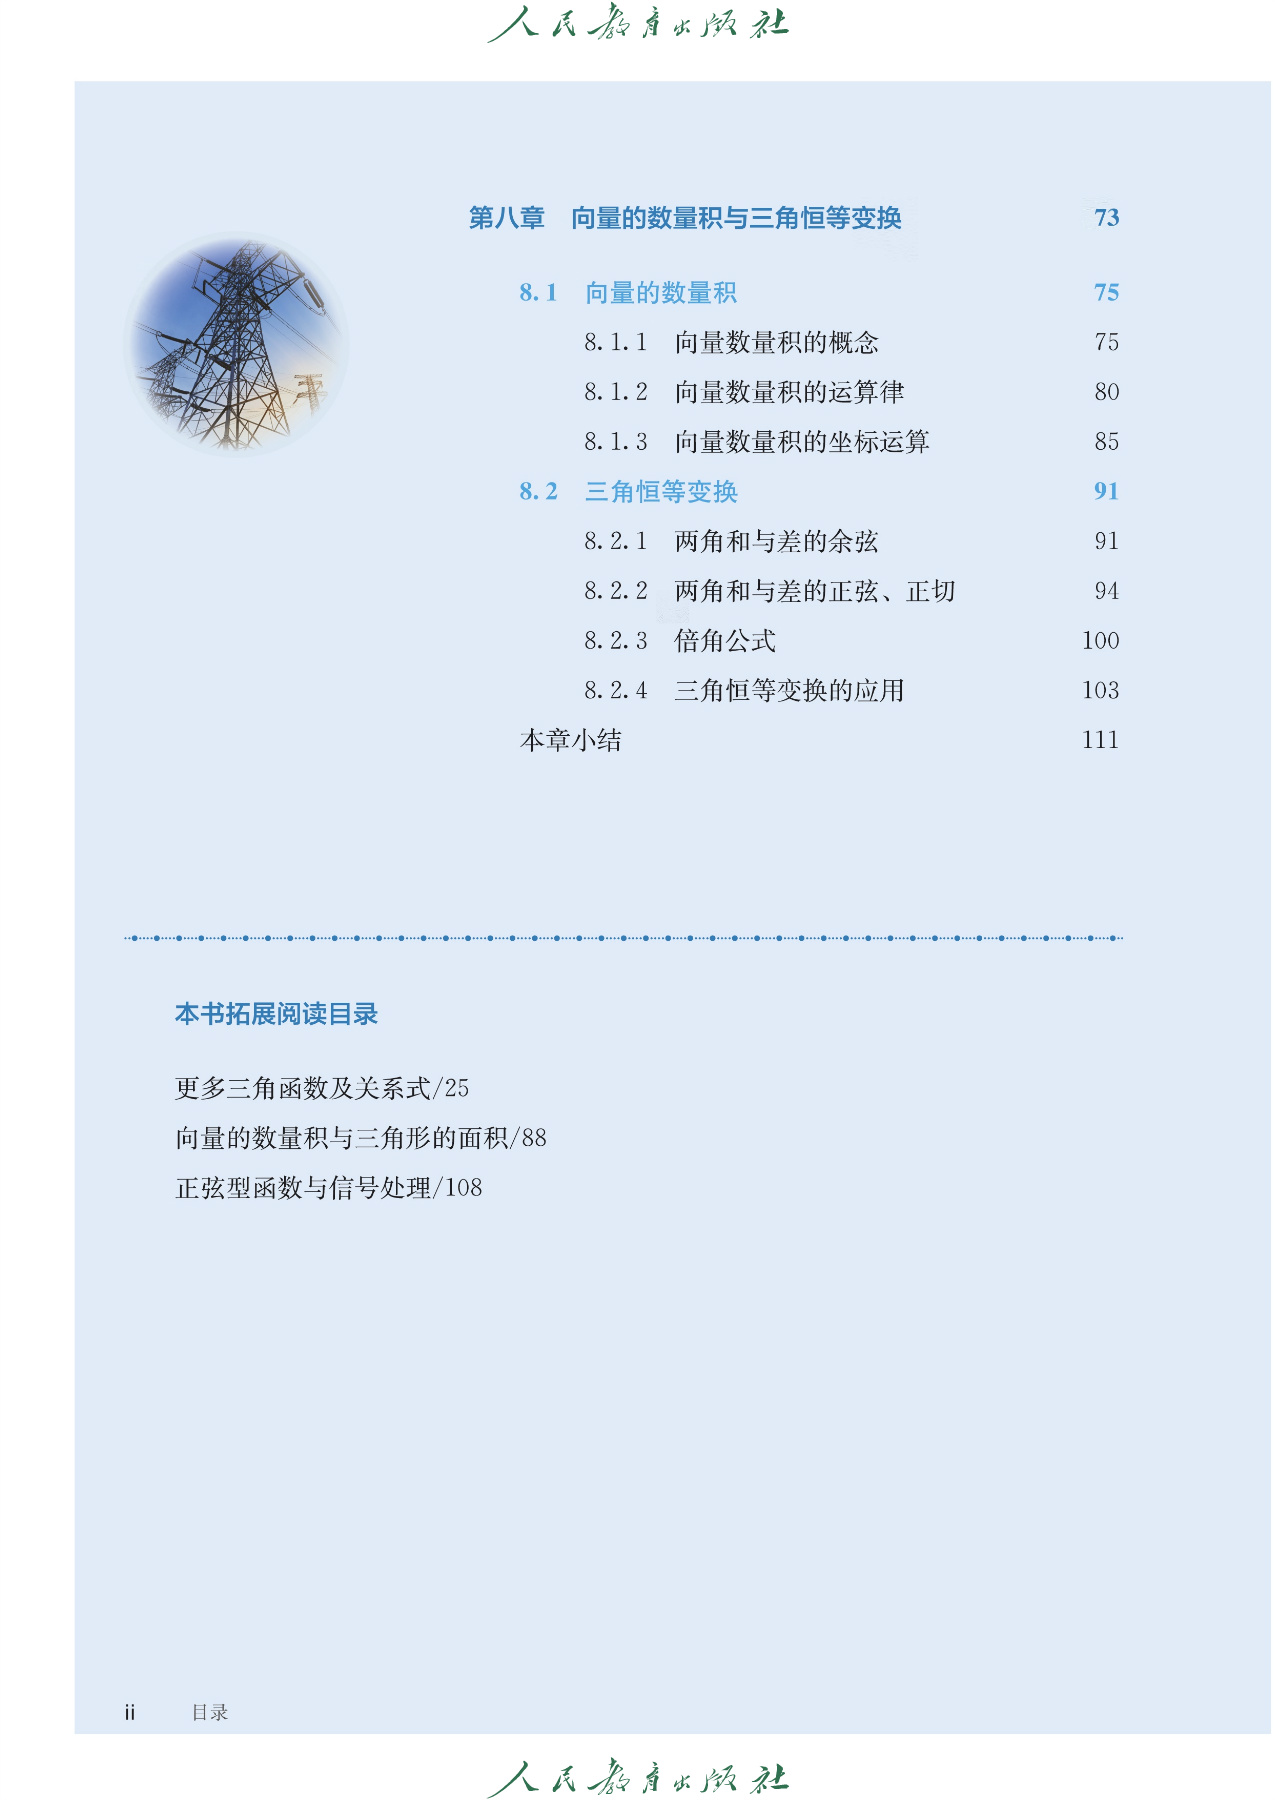 人民教育出版社
第八章 向量的数量积与三角恒等变换 73
8.1 向量的数量积 75
8.1.1 向量数量积的概念 75
8.1.2 向量数量积的运算律 80
8.1.3 向量数量积的坐标运算 85
8.2 三角恒等变换 91
8.2.1 两角和与差的余弦 91
8.2.2 两角和与差的正弦、正切 94
8.2.3 倍角公式 100
8.2.4 三角恒等变换的应用 103
本章小结 111
本书拓展阅读目录
更多三角函数及关系式/25
向量的数量积与三角形的面积/88
正弦型函数与信号处理/108
ii 目录
人民教育出版社